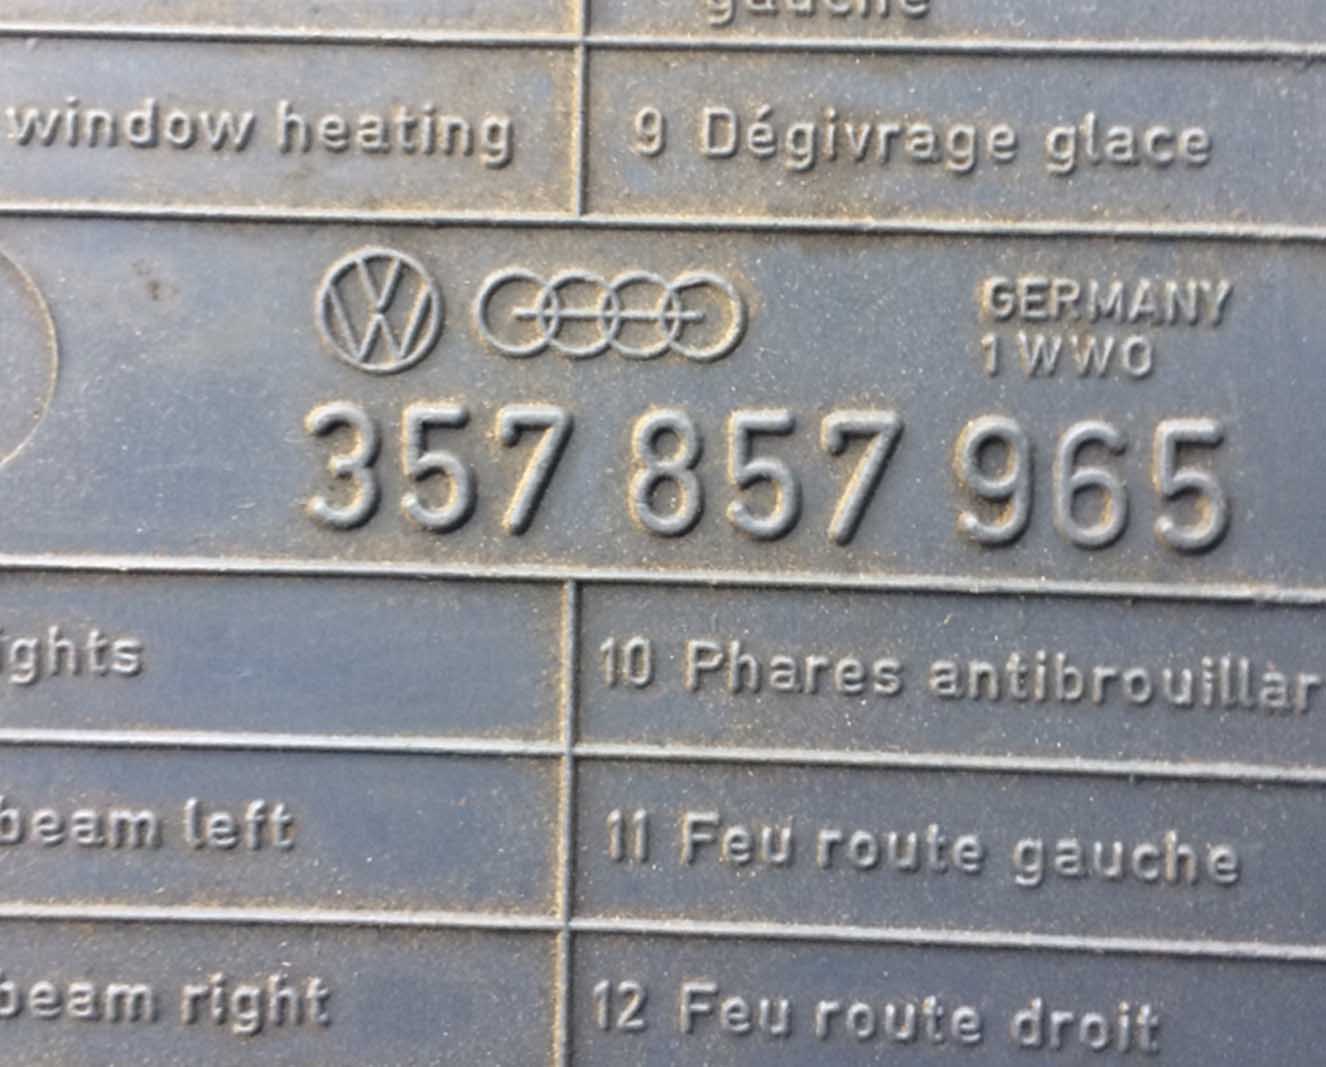 gauche
window heating
9 Dégivrage glace
GERMANY
1 WWO
357 857 965
ights
10 Phares antibrouillar
beam left
11 Feu route gauche
beam right
12 Feu route droit